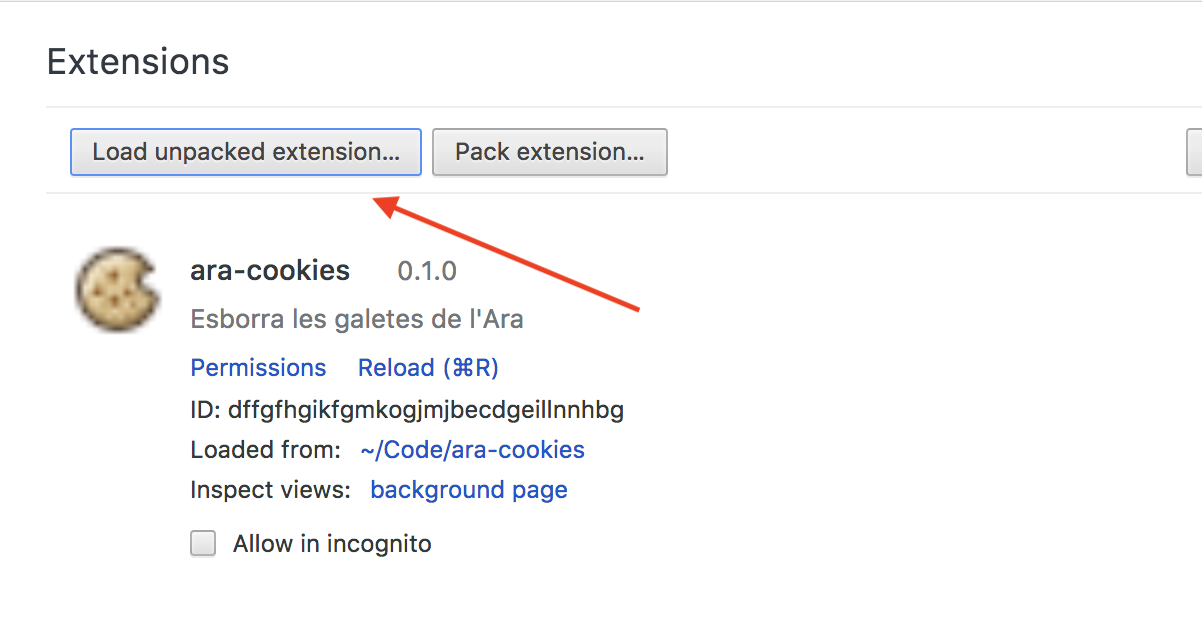 Extensions
Load unpacked extension... Pack extension...
ara-cookies 0.1.0
Esborra les galetes de l'Ara
Permissions Reload (⌘R)
ID: dffgfhgikfgmkogjmjbecdgeillnnhbg
Loaded from: ~/Code/ara-cookies
Inspect views: background page
Allow in incognito